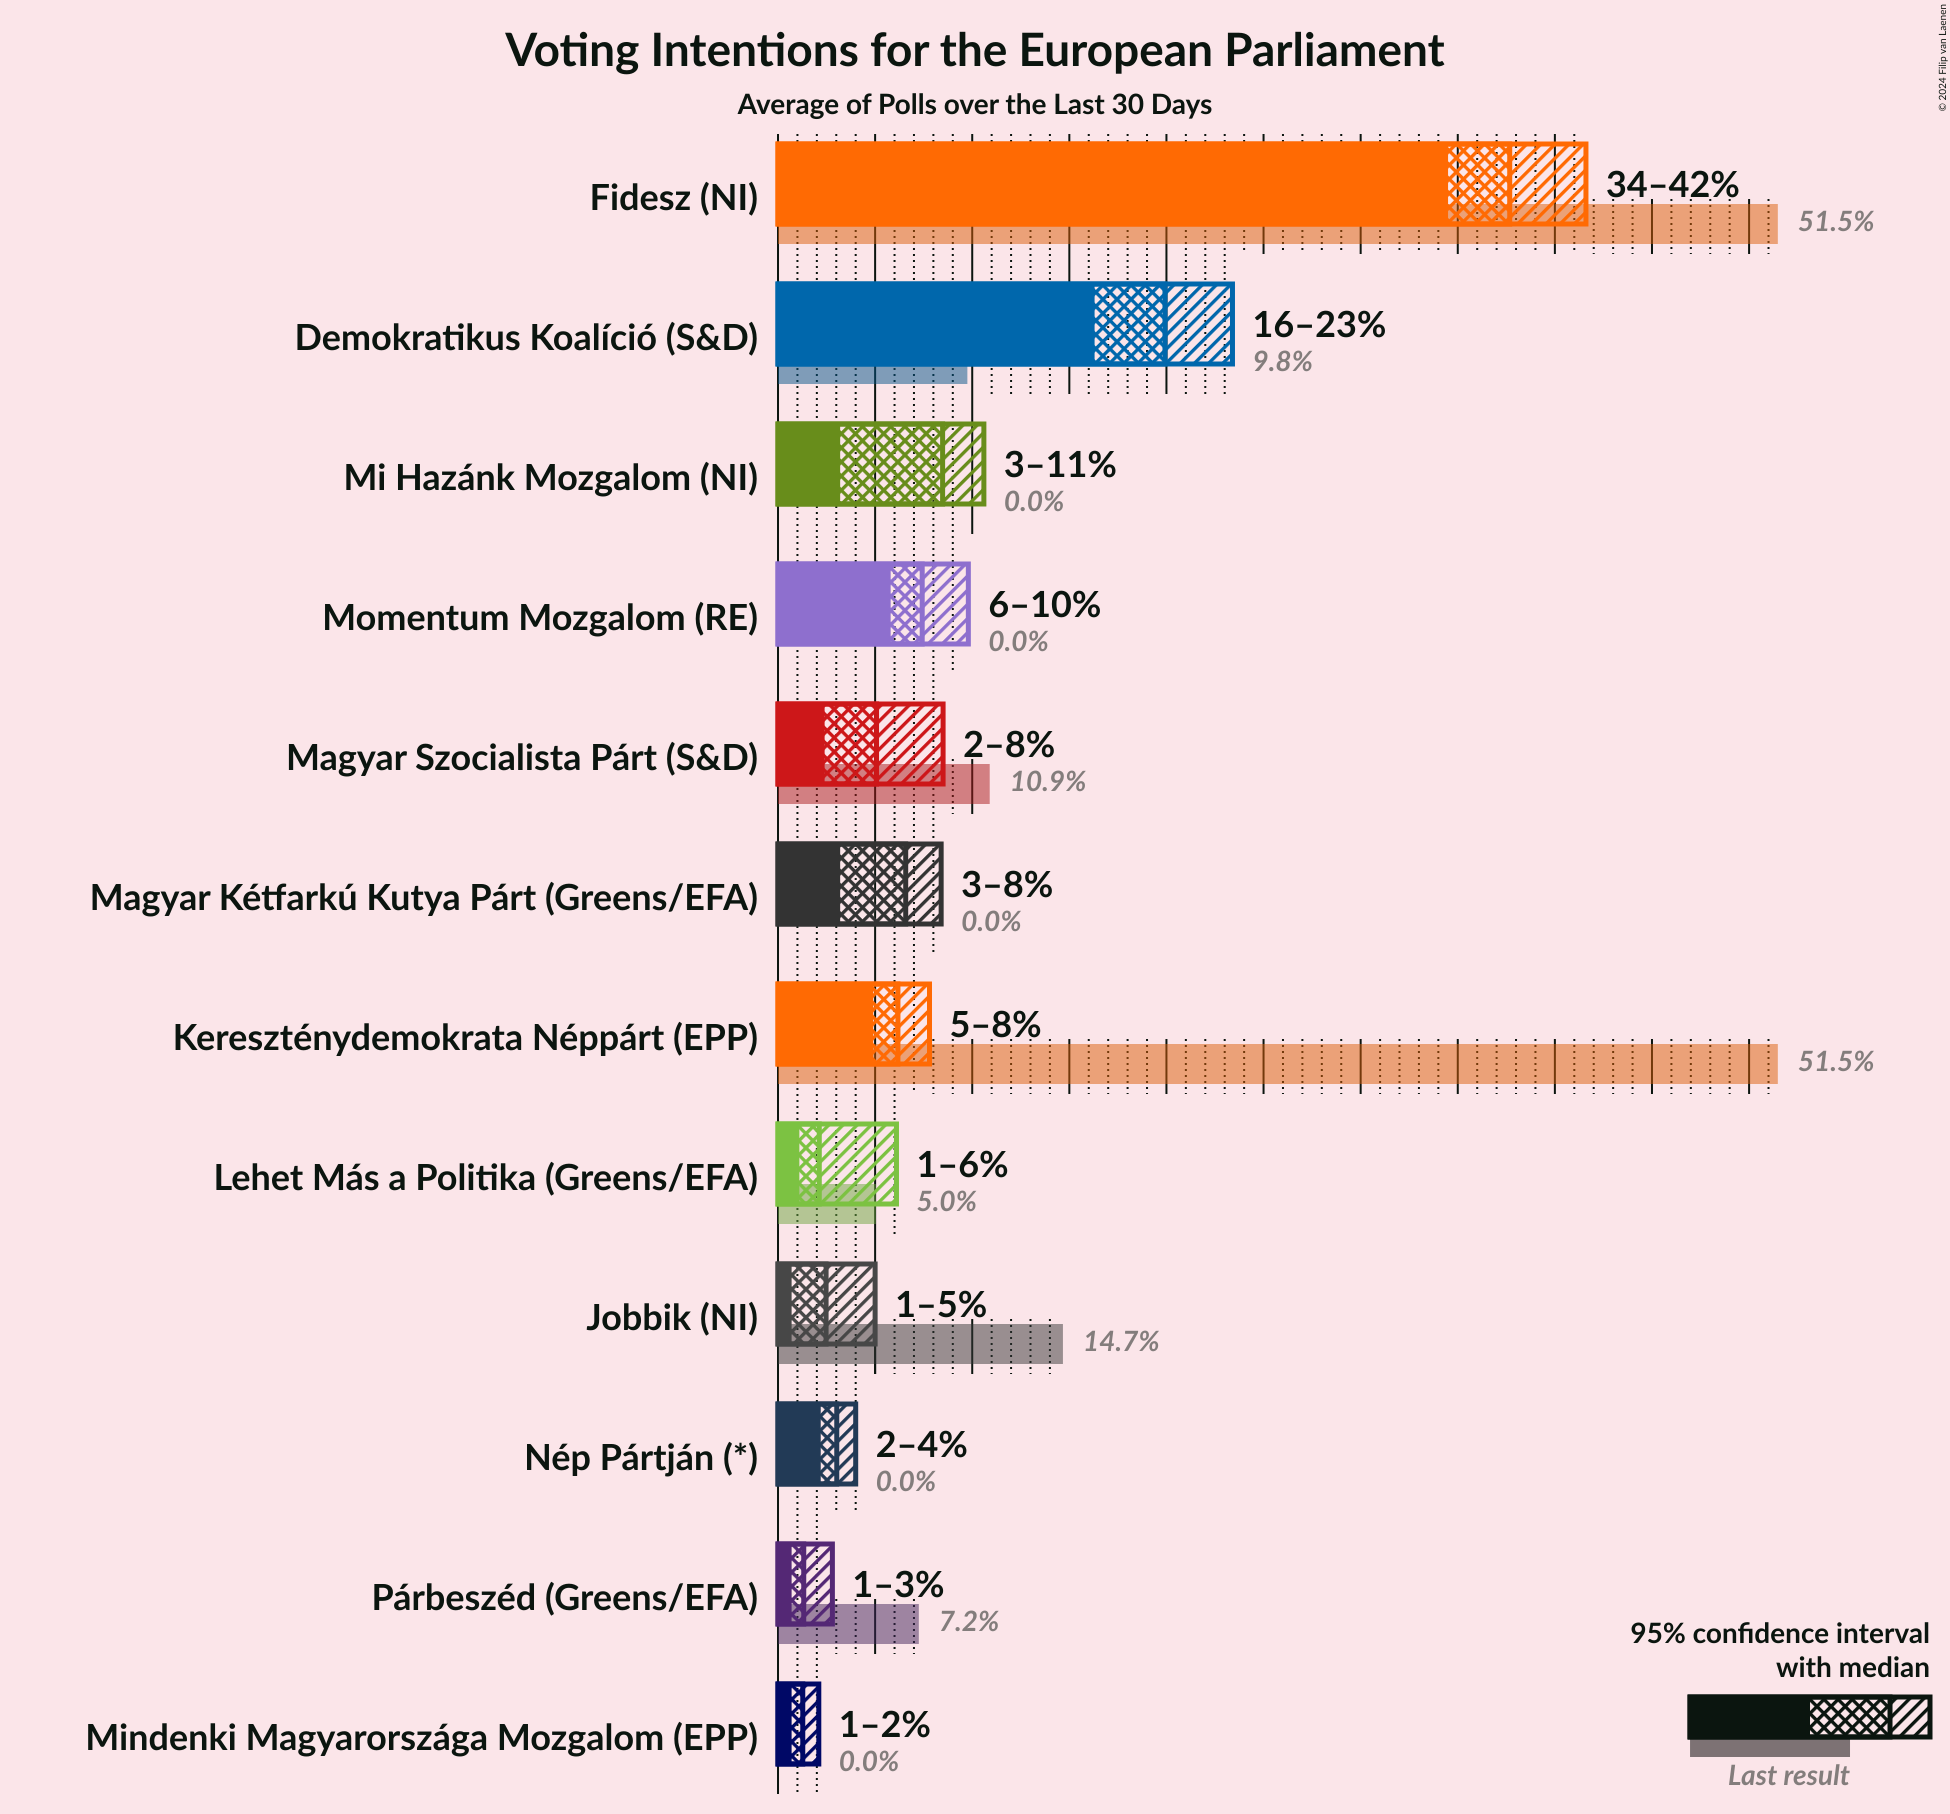 © 2024 Filip van Laenen
Voting Intentions for the European Parliament
Average of Polls over the Last 30 Days
Fidesz (NI)
34–42%
51.5%
Demokratikus Koalíció (S&D)
16–23%
9.8%
Mi Hazánk Mozgalom (NI)
3–11%
0.0%
Momentum Mozgalom (RE)
6–10%
0.0%
Magyar Szocialista Párt (S&D)
2–8%
10.9%
Magyar Kétfarkú Kutya Párt (Greens/EFA)
3–8%
0.0%
Kereszténydemokrata Néppárt (EPP)
5–8%
51.5%
Lehet Más a Politika (Greens/EFA)
1–6%
5.0%
Jobbik (NI)
1–5%
14.7%
Nép Pártján (*)
2–4%
0.0%
Párbeszéd (Greens/EFA)
1–3%
7.2%
Mindenki Magyarországa Mozgalom (EPP)
1–2%
0.0%
95% confidence interval
with median
Last result